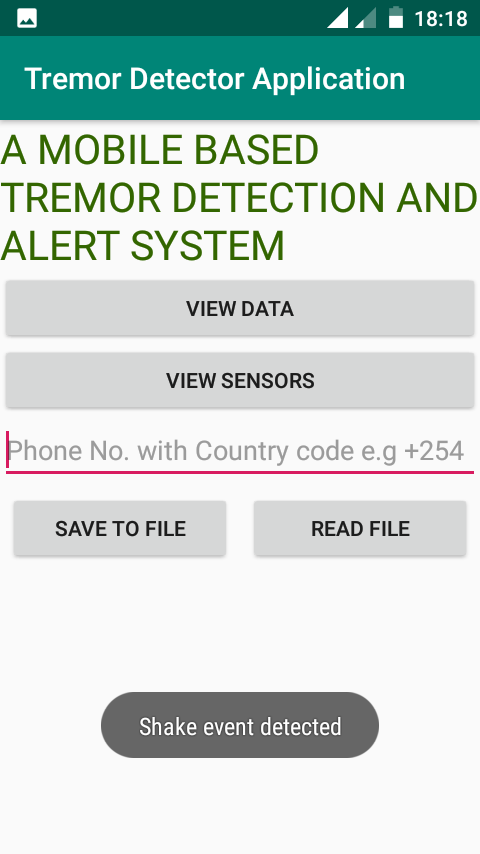 18:18
Tremor Detector Application
A MOBILE BASED
TREMOR DETECTION AND
ALERT SYSTEM
VIEW DATA
VIEW SENSORS
Phone No. with Country code e.g +254
SAVE TO FILE
READ FILE
Shake event detected